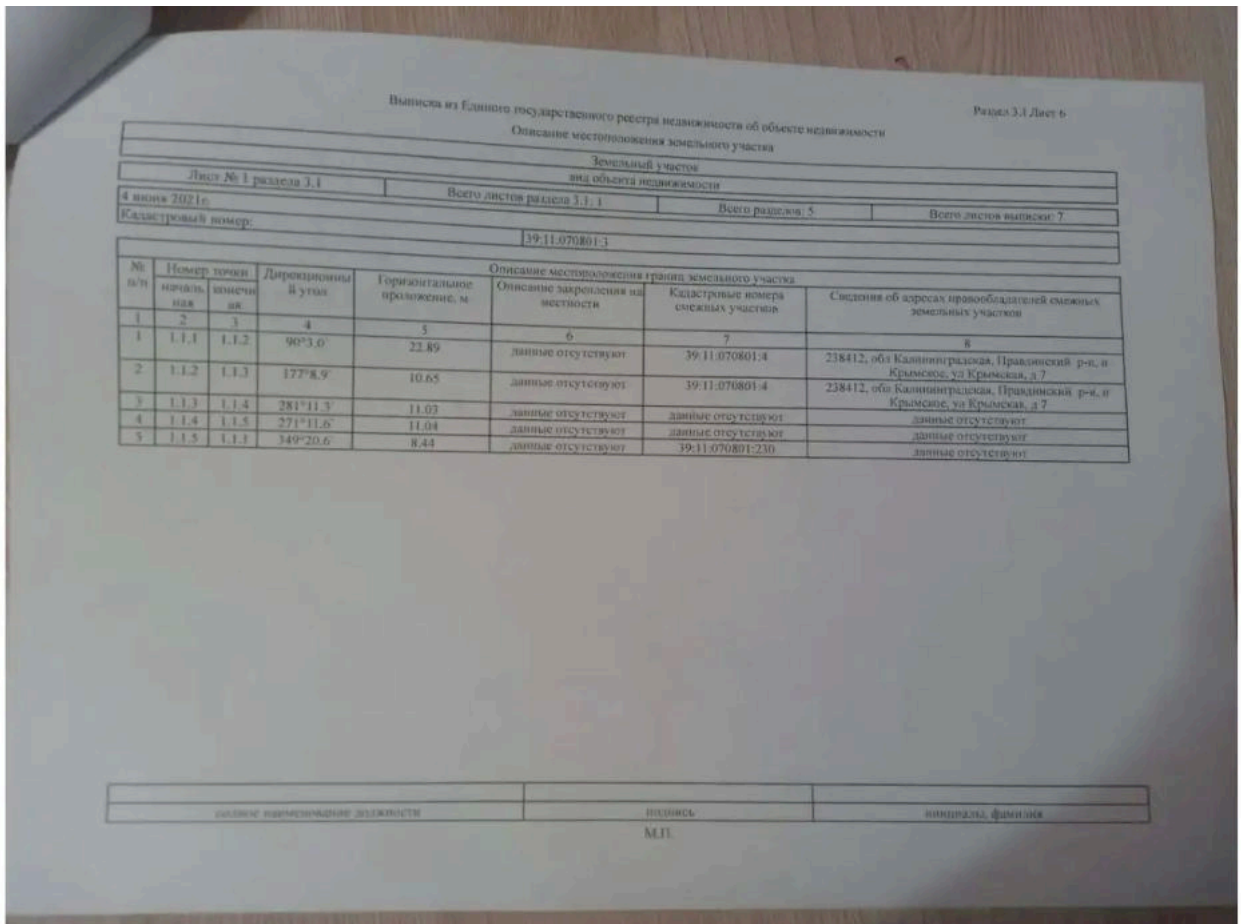 Раздел 3.1 Лист 6
Выписка из Единого государственного реестра недвижимости об объекте недвижимости
Описание местоположения земельного участка
Земельный участок
вид объекта недвижимости
Лист № 1 раздела 3.1 Всего листов раздела 3.1: 1 Всего разделов: 5 Всего листов выписки: 7
4 июня 2021г.
Кадастровый номер: 39:11:070801:3
Описание местоположения границ земельного участка
№ п/п Номер точки Дирекционный угол Горизонтальное проложение, м Описание закрепления на местности Кадастровые номера смежных участков Сведения об адресах правообладателей смежных земельных участков
начальная конечная
1 2 3 4 5 6 7 8
1 1.1.1 1.1.2 90°3.0` 22.89 данные отсутствуют 39:11:070801:4 238412, обл Калининградская, Правдинский р-н, п Крымское, ул Крымская, д 7
2 1.1.2 1.1.3 177°8.9` 10.65 данные отсутствуют 39:11:070801:4 238412, обл Калининградская, Правдинский р-н, п Крымское, ул Крымская, д 7
3 1.1.3 1.1.4 281°11.3` 11.03 данные отсутствуют данные отсутствуют данные отсутствуют
4 1.1.4 1.1.5 271°11.6` 11.04 данные отсутствуют данные отсутствуют данные отсутствуют
5 1.1.5 1.1.1 349°20.6` 8.44 данные отсутствуют 39:11:070801:230 данные отсутствуют
полное наименование должности подпись инициалы, фамилия
М.П.